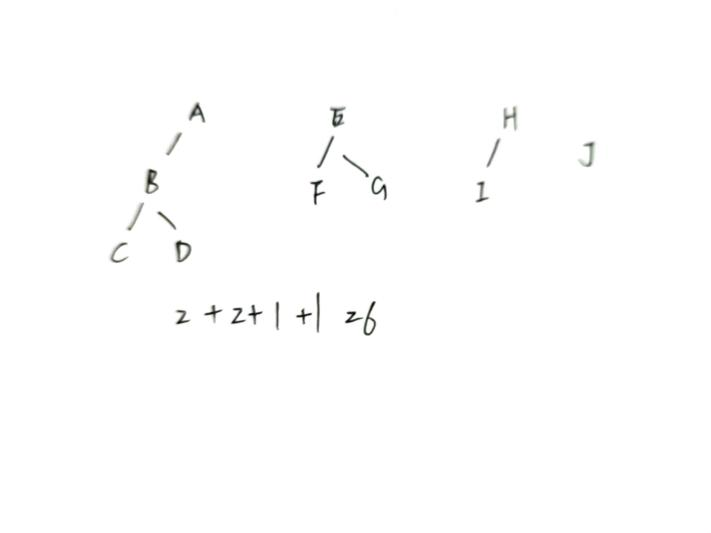 A E H J
B F G I
C D
2 + 2 + 1 + 1 = 6